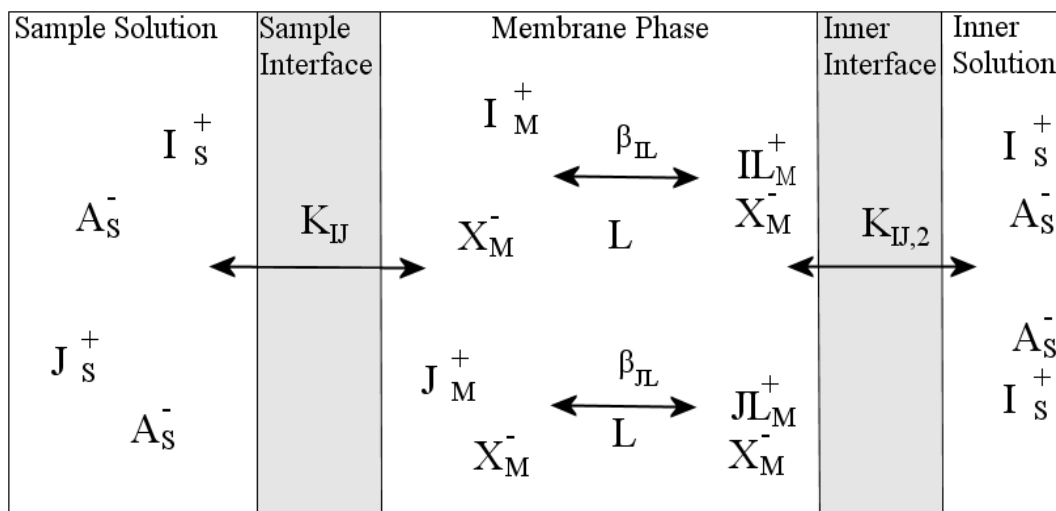 Sample Solution
Sample Interface
Membrane Phase
Inner Interface
Inner Solution
I⁺S
A⁻S
J⁺S
A⁻S
KIJ
I⁺M
βIL
IL⁺M
X⁻M
L
X⁻M
J⁺M
βJL
JL⁺M
X⁻M
L
X⁻M
KIJ,2
I⁺S
A⁻S
A⁻S
I⁺S